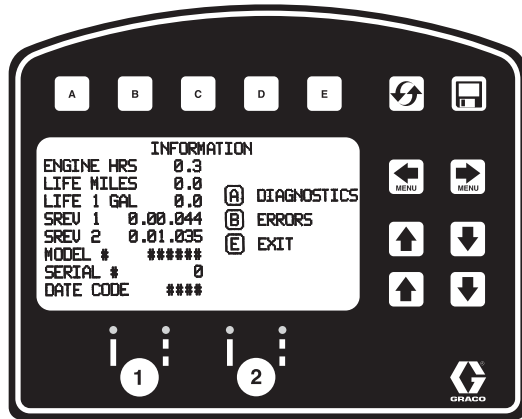 A B C D E
INFORMATION
ENGINE HRS 0.3
LIFE MILES 0.0
LIFE 1 GAL 0.0
SREV 1 0.00.044
SREV 2 0.01.035
MODEL # ######
SERIAL # 0
DATE CODE ####
A DIAGNOSTICS
B ERRORS
E EXIT
MENU MENU
1 2
GRACO